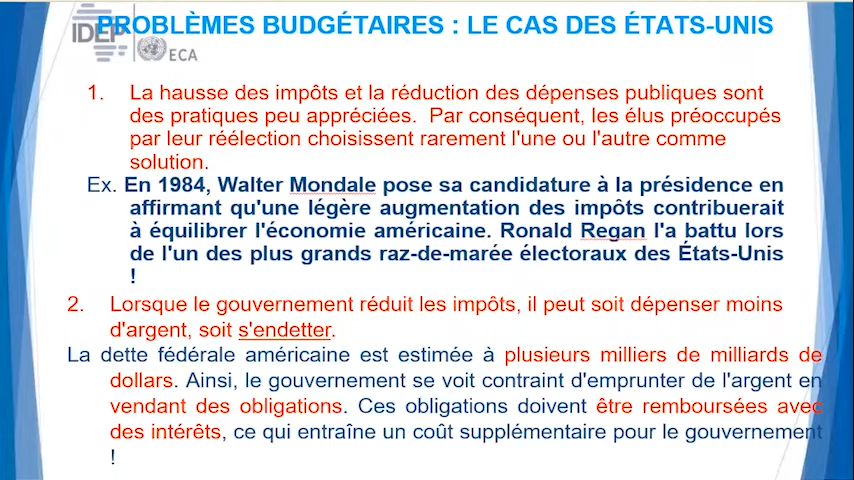 PROBLÈMES BUDGÉTAIRES : LE CAS DES ÉTATS-UNIS
IDEP
ECA
1. La hausse des impôts et la réduction des dépenses publiques sont
des pratiques peu appréciées. Par conséquent, les élus préoccupés
par leur réélection choisissent rarement l'une ou l'autre comme
solution.
Ex. En 1984, Walter Mondale pose sa candidature à la présidence en
affirmant qu'une légère augmentation des impôts contribuerait
à équilibrer l'économie américaine. Ronald Regan l'a battu lors
de l'un des plus grands raz-de-marée électoraux des États-Unis
!
2. Lorsque le gouvernement réduit les impôts, il peut soit dépenser moins
d'argent, soit s'endetter.
La dette fédérale américaine est estimée à plusieurs milliers de milliards de
dollars. Ainsi, le gouvernement se voit contraint d'emprunter de l'argent en
vendant des obligations. Ces obligations doivent être remboursées avec
des intérêts, ce qui entraîne un coût supplémentaire pour le gouvernement
!